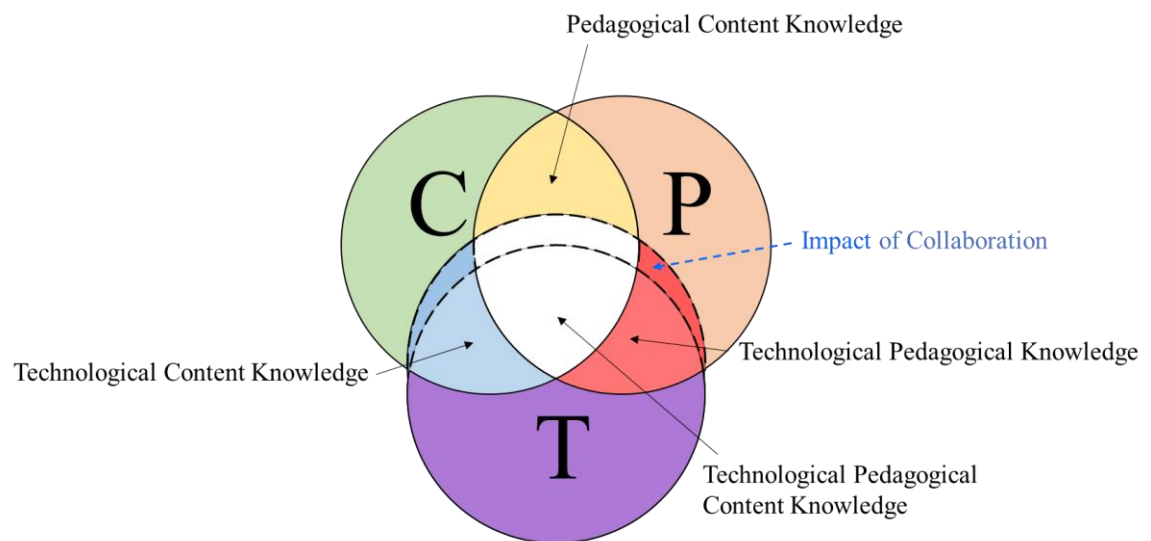 Pedagogical Content Knowledge
C
P
Impact of Collaboration
Technological Pedagogical Knowledge
Technological Content Knowledge
T
Technological Pedagogical
Content Knowledge